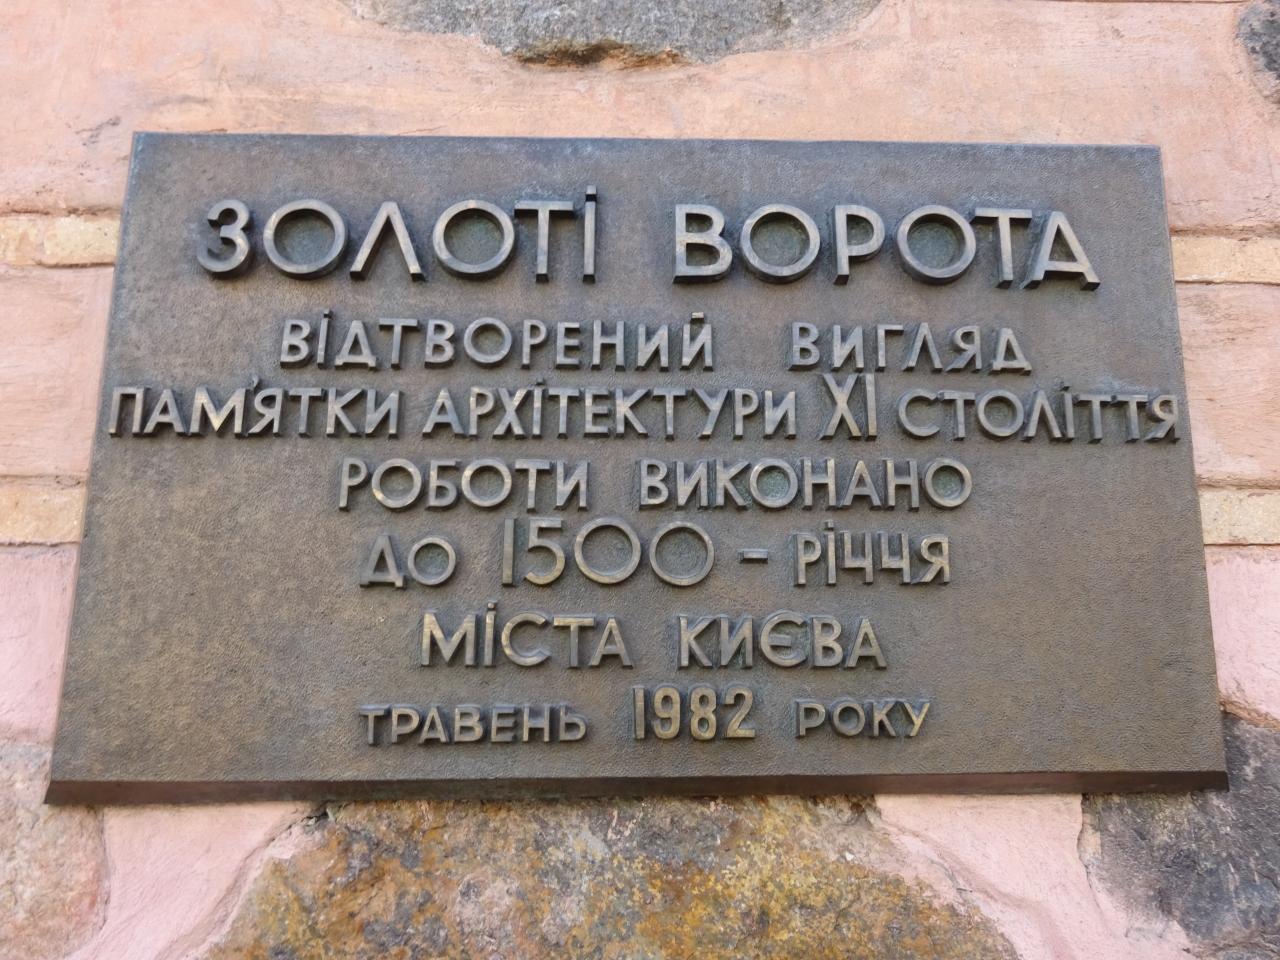 ЗОЛОТІ ВОРОТА
ВІДТВОРЕНИЙ ВИГЛЯД
ПАМ'ЯТКИ АРХІТЕКТУРИ XI СТОЛІТТЯ
РОБОТИ ВИКОНАНО
ДО 1500 - РІЧЧЯ
МІСТА КИЄВА
ТРАВЕНЬ 1982 РОКУ